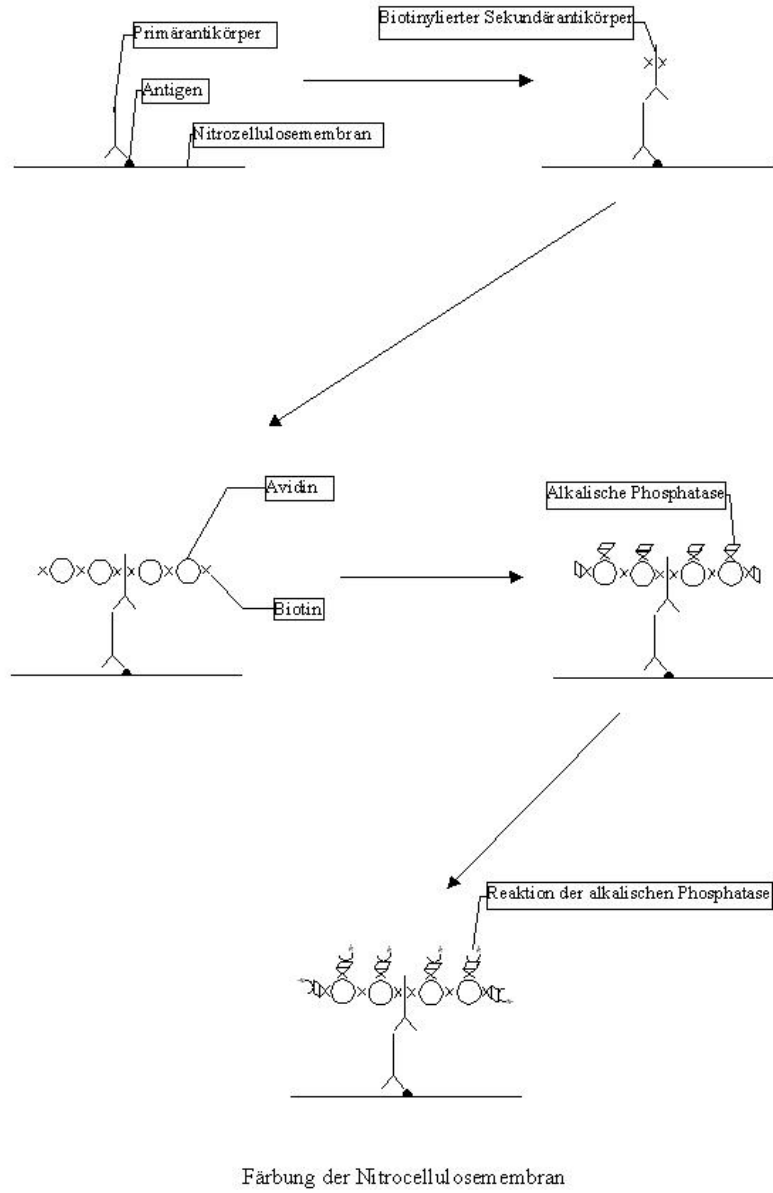 Primärantikörper
Biotinylierter Sekundärantikörper
Antigen
Nitrozellulosemembran
Avidin
Alkalische Phosphatase
Biotin
Reaktion der alkalischen Phosphatase
Färbung der Nitrocellulosemembran